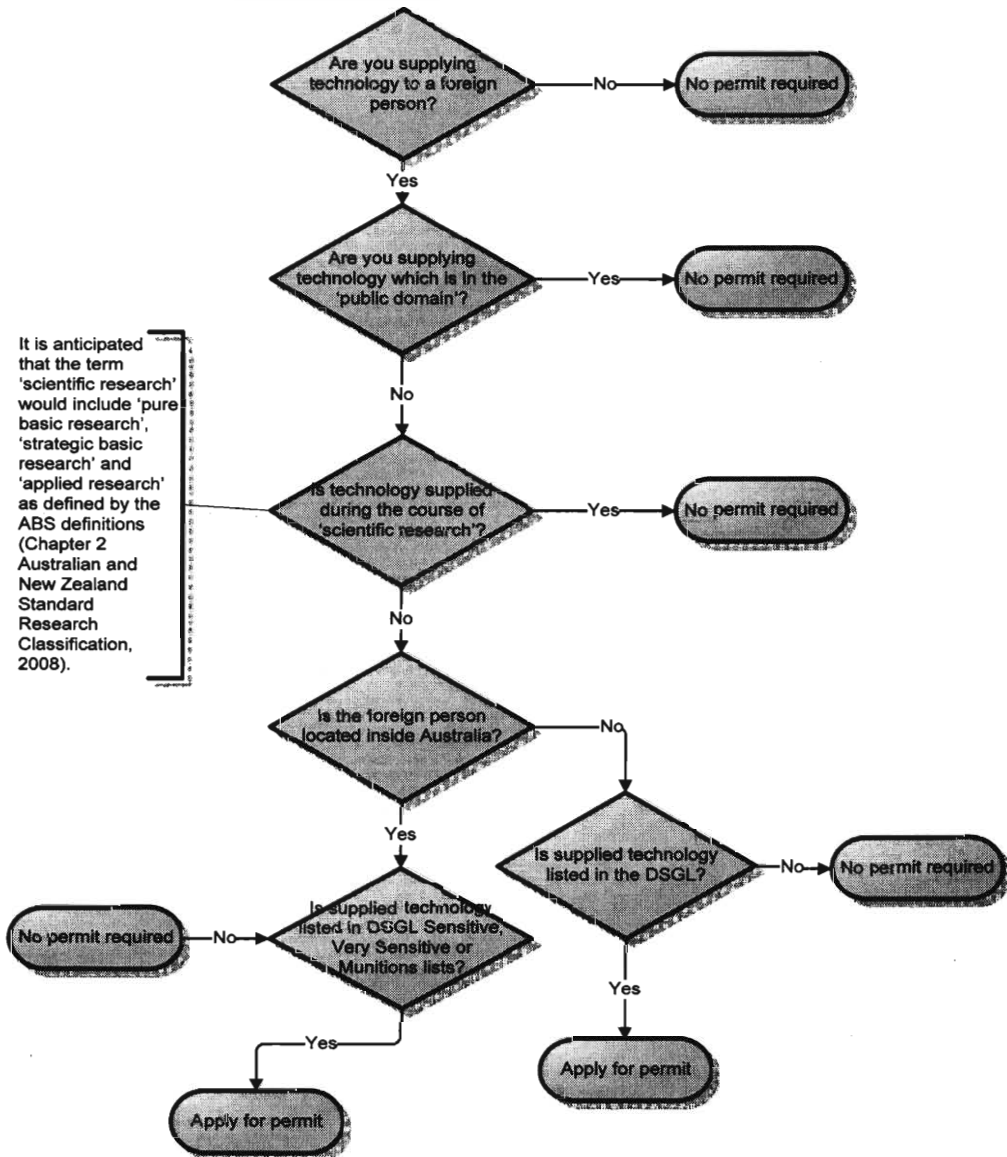 Are you supplying
technology to a foreign
person?
No
No permit required
Yes
Are you supplying
technology which is in the
'public domain'?
Yes
No permit required
It is anticipated
that the term
'scientific research'
would include 'pure
basic research',
'strategic basic
research' and
'applied research'
as defined by the
ABS definitions
(Chapter 2
Australian and
New Zealand
Standard
Research
Classification,
2008).
No
Is technology supplied
during the course of
'scientific research'?
Yes
No permit required
No
Is the foreign person
located inside Australia?
No
Yes
Is supplied technology
listed in the DSGL?
No
No permit required
No permit required
No
Is supplied technology
listed in DSGL Sensitive,
Very Sensitive or
Munitions lists?
Yes
Yes
Apply for permit
Apply for permit